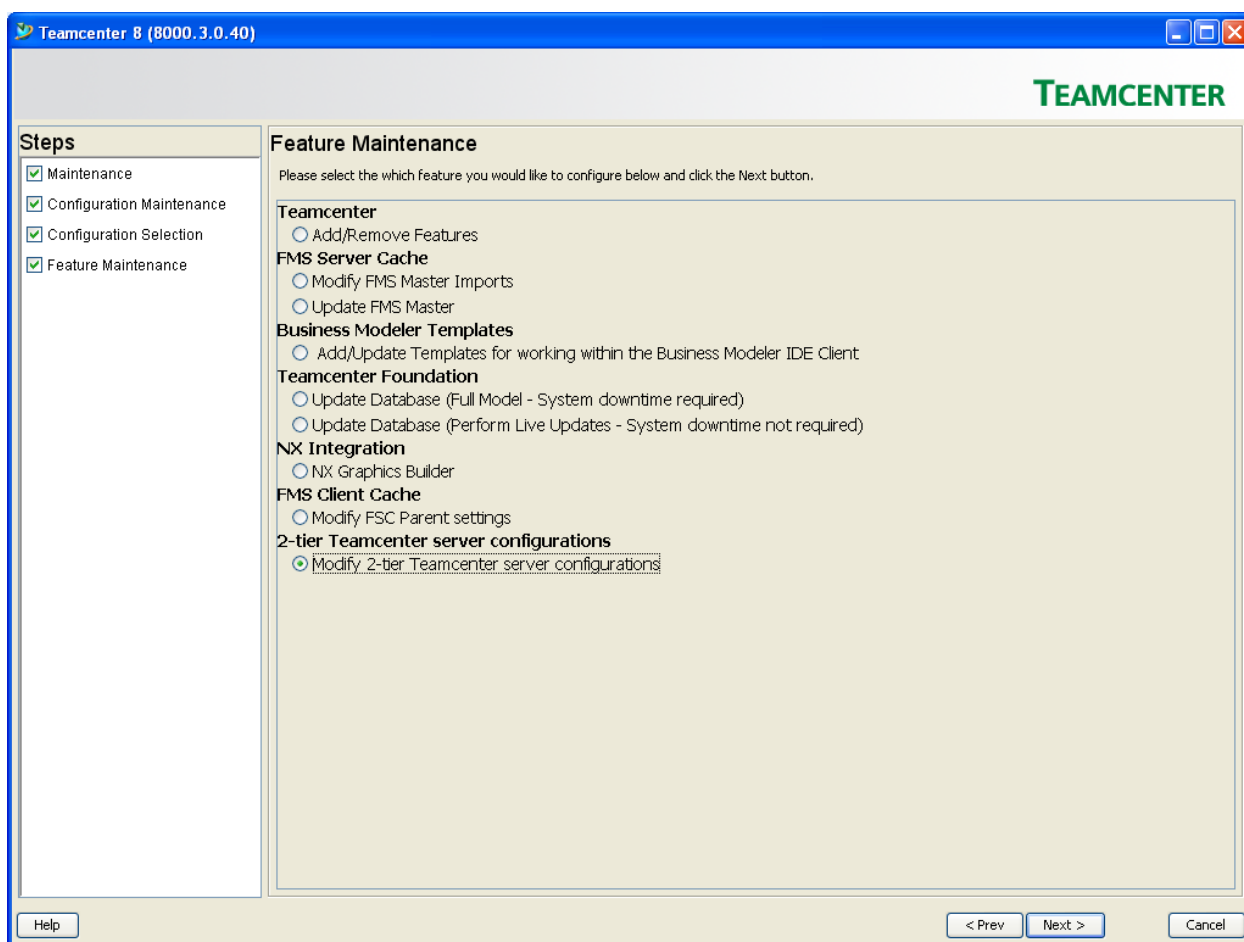 Teamcenter 8 (8000.3.0.40)
TEAMCENTER
Steps
Maintenance
Configuration Maintenance
Configuration Selection
Feature Maintenance
Feature Maintenance
Please select the which feature you would like to configure below and click the Next button.
Teamcenter
Add/Remove Features
FMS Server Cache
Modify FMS Master Imports
Update FMS Master
Business Modeler Templates
Add/Update Templates for working within the Business Modeler IDE Client
Teamcenter Foundation
Update Database (Full Model - System downtime required)
Update Database (Perform Live Updates - System downtime not required)
NX Integration
NX Graphics Builder
FMS Client Cache
Modify FSC Parent settings
2-tier Teamcenter server configurations
Modify 2-tier Teamcenter server configurations
Help
< Prev
Next >
Cancel